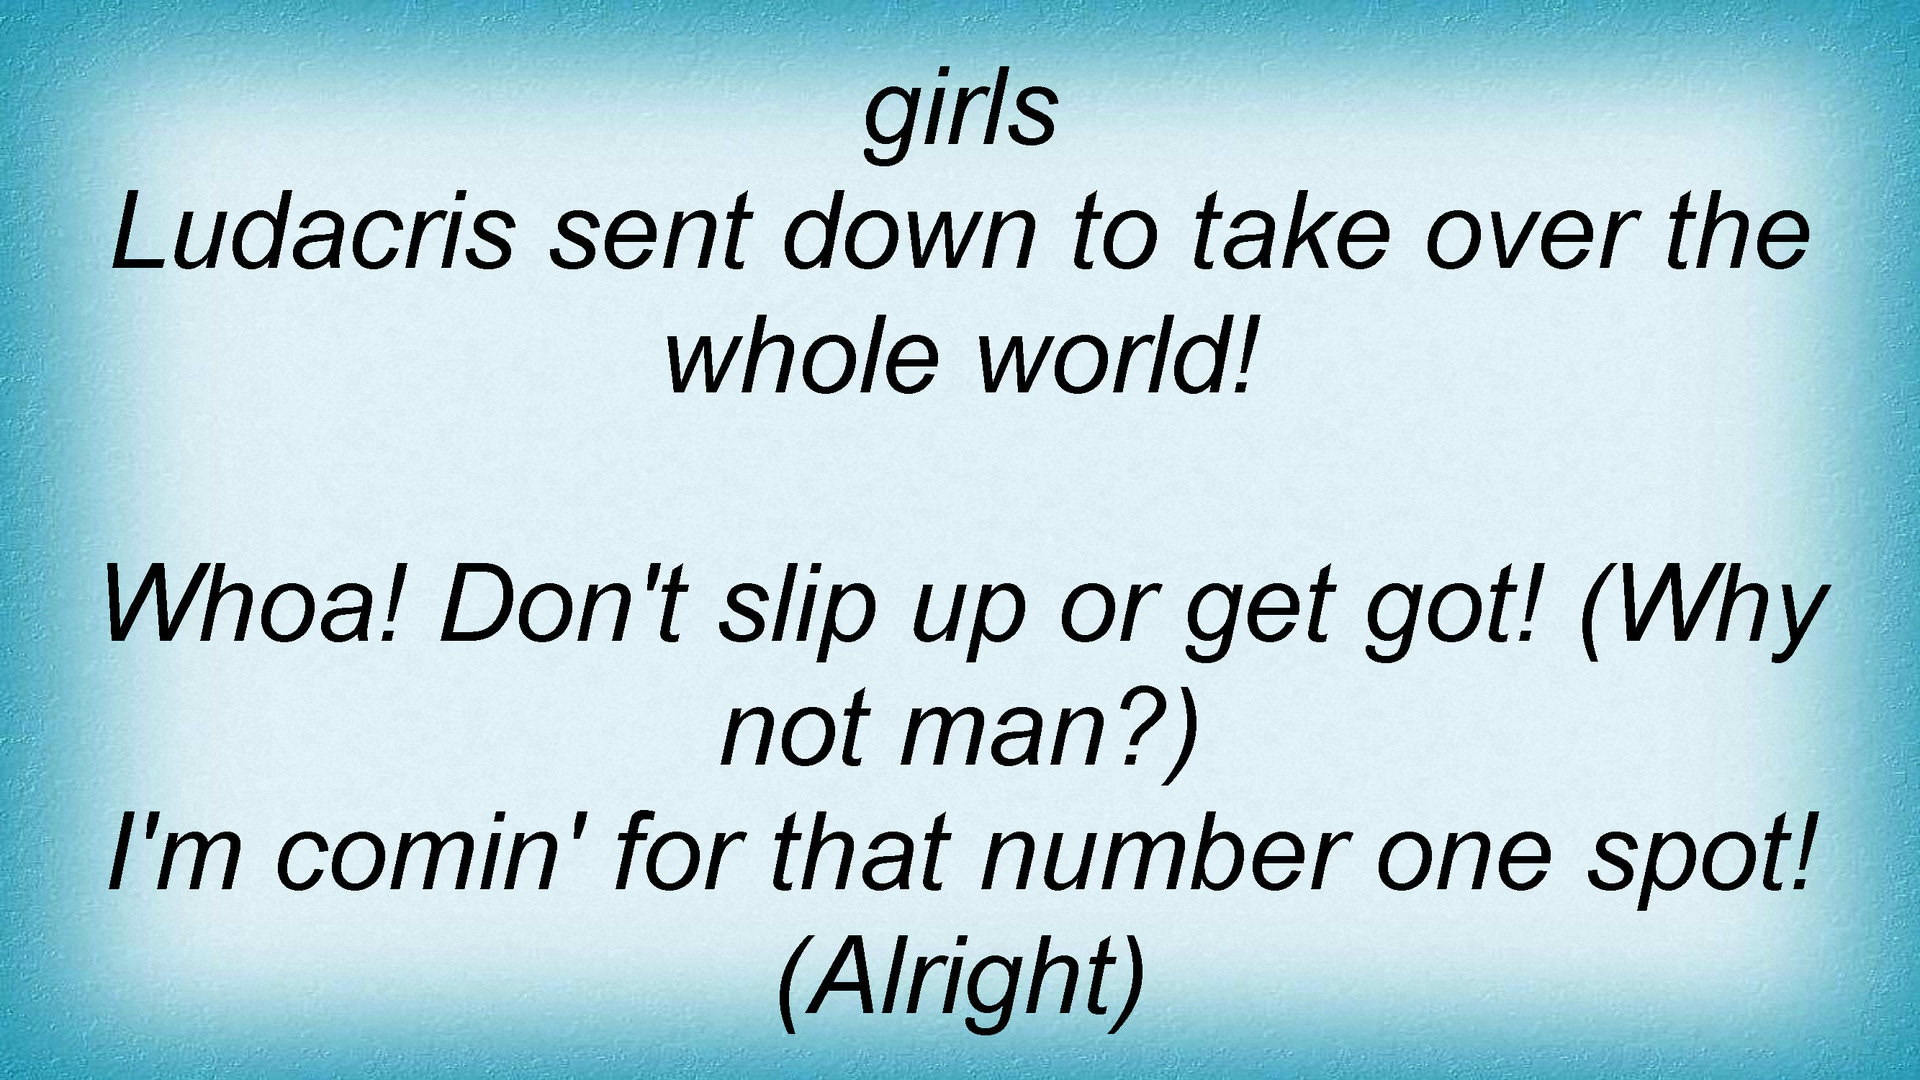 girls
Ludacris sent down to take over the
whole world!
Whoa! Don't slip up or get got! (Why
not man?)
I'm comin' for that number one spot!
(Alright)